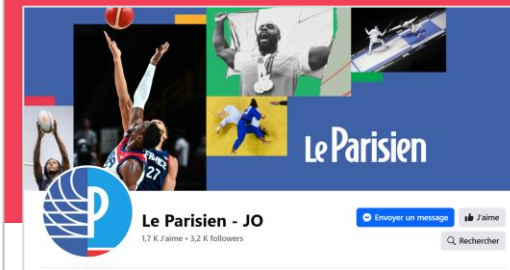 FRANCE
27
Le Parisien
P
Le Parisien - JO
1,7 K J'aime • 3,2 K followers
Envoyer un message
J'aime
Rechercher